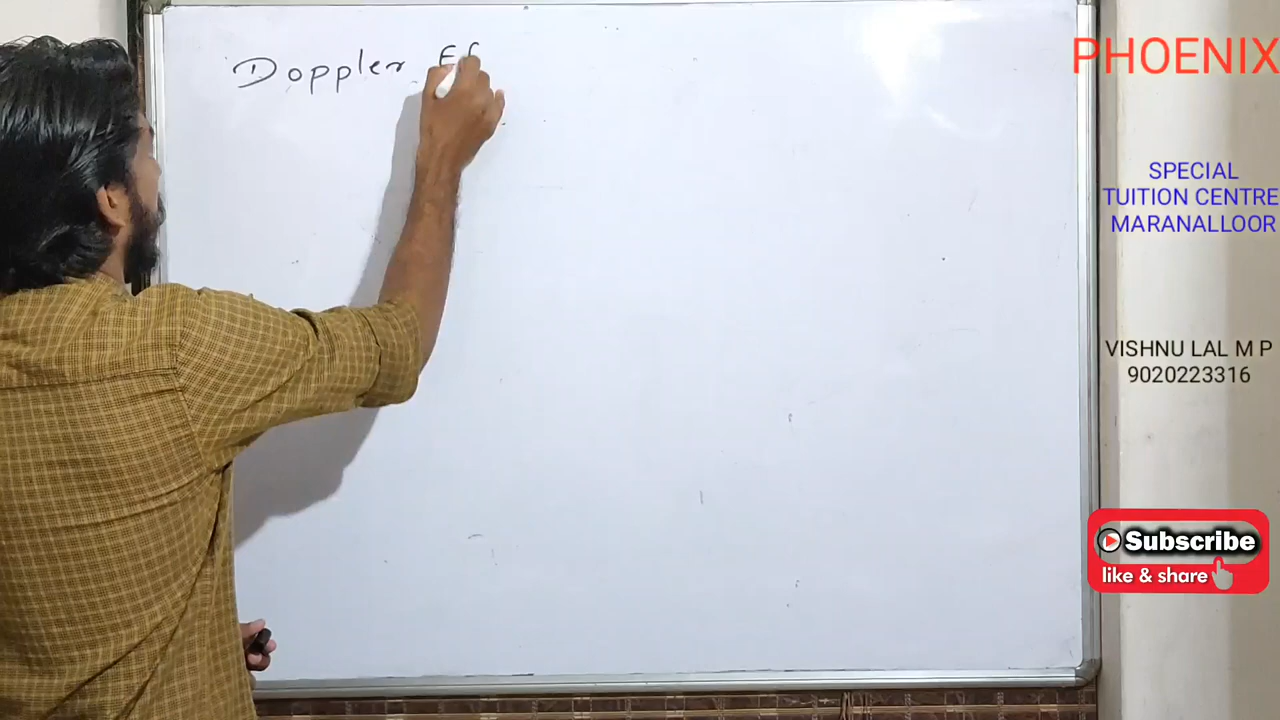 Doppler Ef
PHOENIX
SPECIAL
TUITION CENTRE
MARANALLOOR
VISHNU LAL M P
9020223316
Subscribe
like & share